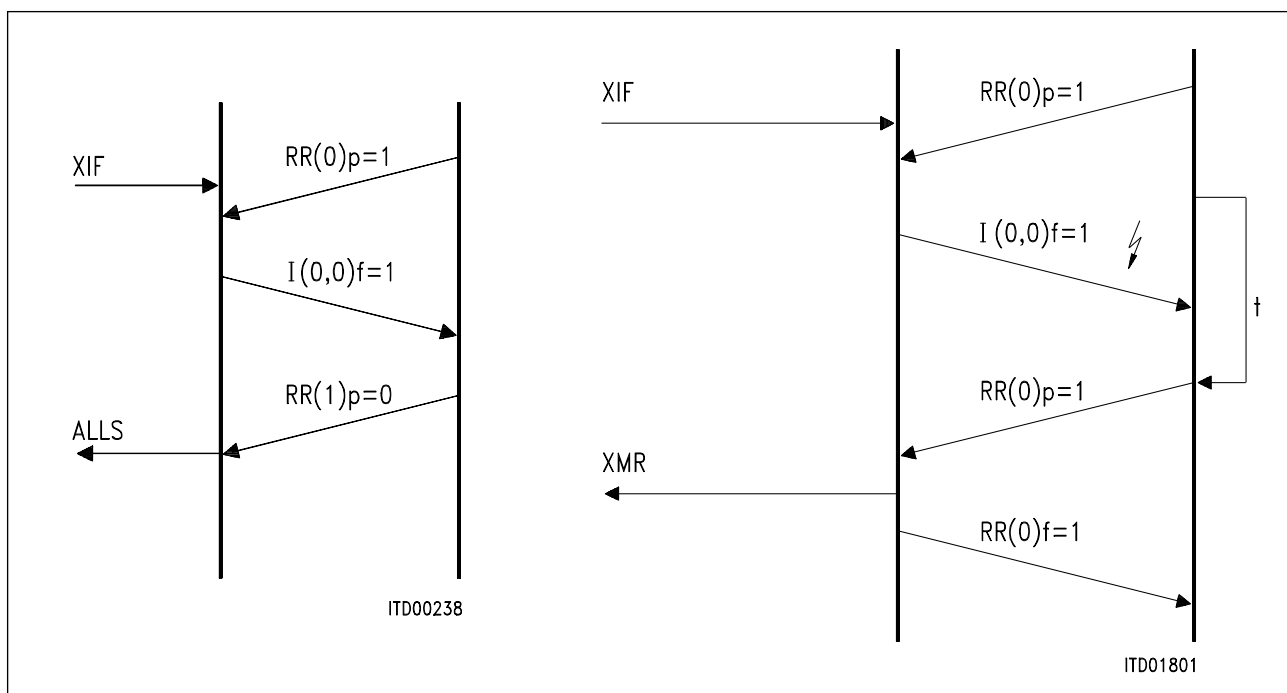 XIF
RR(0)p=1
I(0,0)f=1
RR(1)p=0
ALLS
ITD00238
XIF
RR(0)p=1
I(0,0)f=1
t
RR(0)p=1
XMR
RR(0)f=1
ITD01801